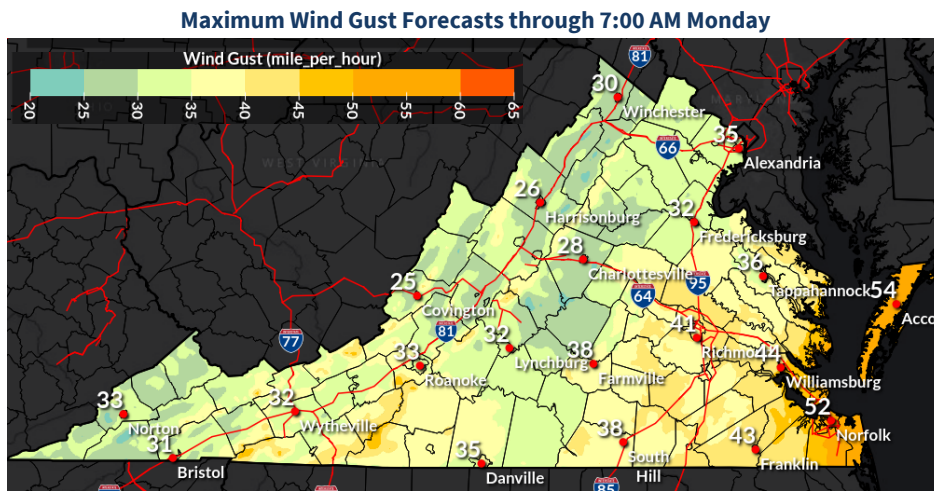 Maximum Wind Gust Forecasts through 7:00 AM Monday
Wind Gust (mile_per_hour)
20 25 30 35 40 45 50 55 60 65
81
30
Winchester
MARYLAND
35
Alexandria
66
WEST VIRGINIA
26
Harrisonburg
32
Fredericksburg
28
Charlottesville
36
Tappahannock
54
Acco
25
Covington
64
95
81
77
41
Richmo
32
Lynchburg
33
Roanoke
38
Farmville
44
Williamsburg
33
Norton
32
Wytheville
52
Norfolk
31
Bristol
35
Danville
38
South
Hill
43
Franklin
85